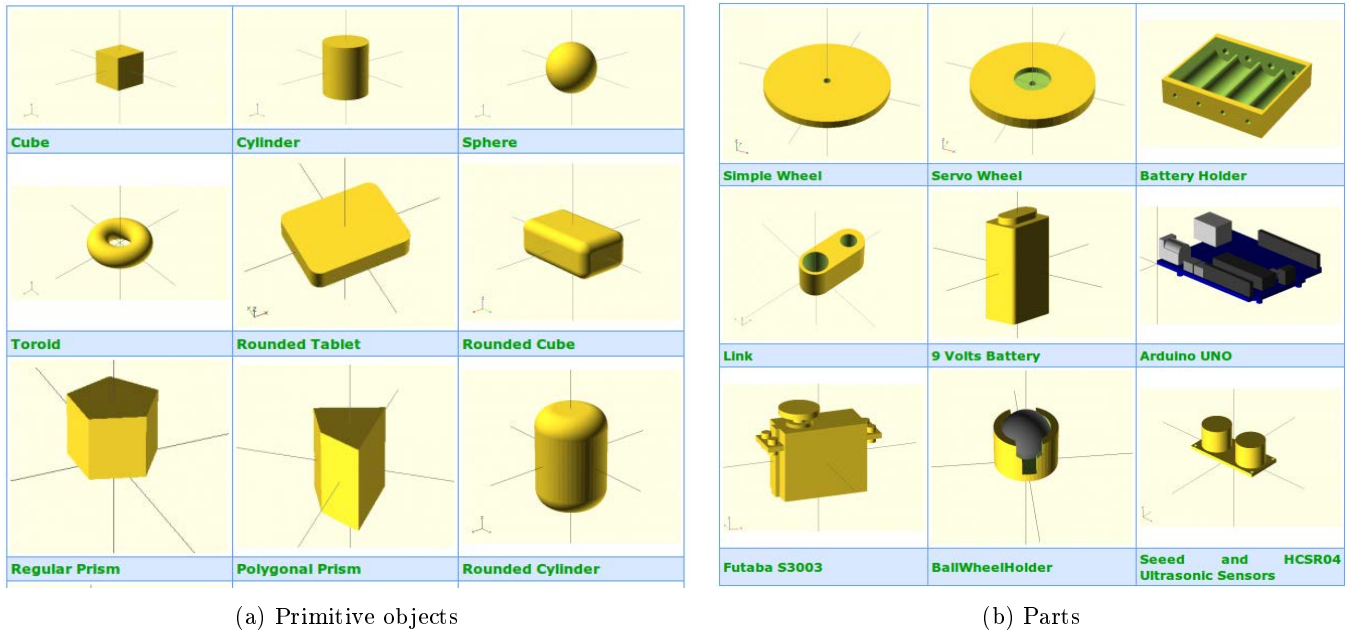 Cube
Cylinder
Sphere
Toroid
Rounded Tablet
Rounded Cube
Regular Prism
Polygonal Prism
Rounded Cylinder
(a) Primitive objects
Simple Wheel
Servo Wheel
Battery Holder
Link
9 Volts Battery
Arduino UNO
Futaba S3003
BallWheelHolder
Seeed and HCSR04
Ultrasonic Sensors
(b) Parts